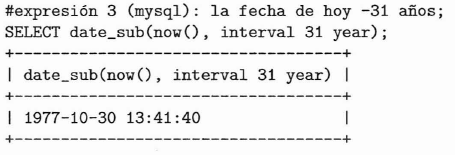 #expresión 3 (mysql): la fecha de hoy -31 años;
SELECT date_sub(now(), interval 31 year);
+----------------------------------+
| date_sub(now(), interval 31 year) |
+----------------------------------+
| 1977-10-30 13:41:40 |
+----------------------------------+